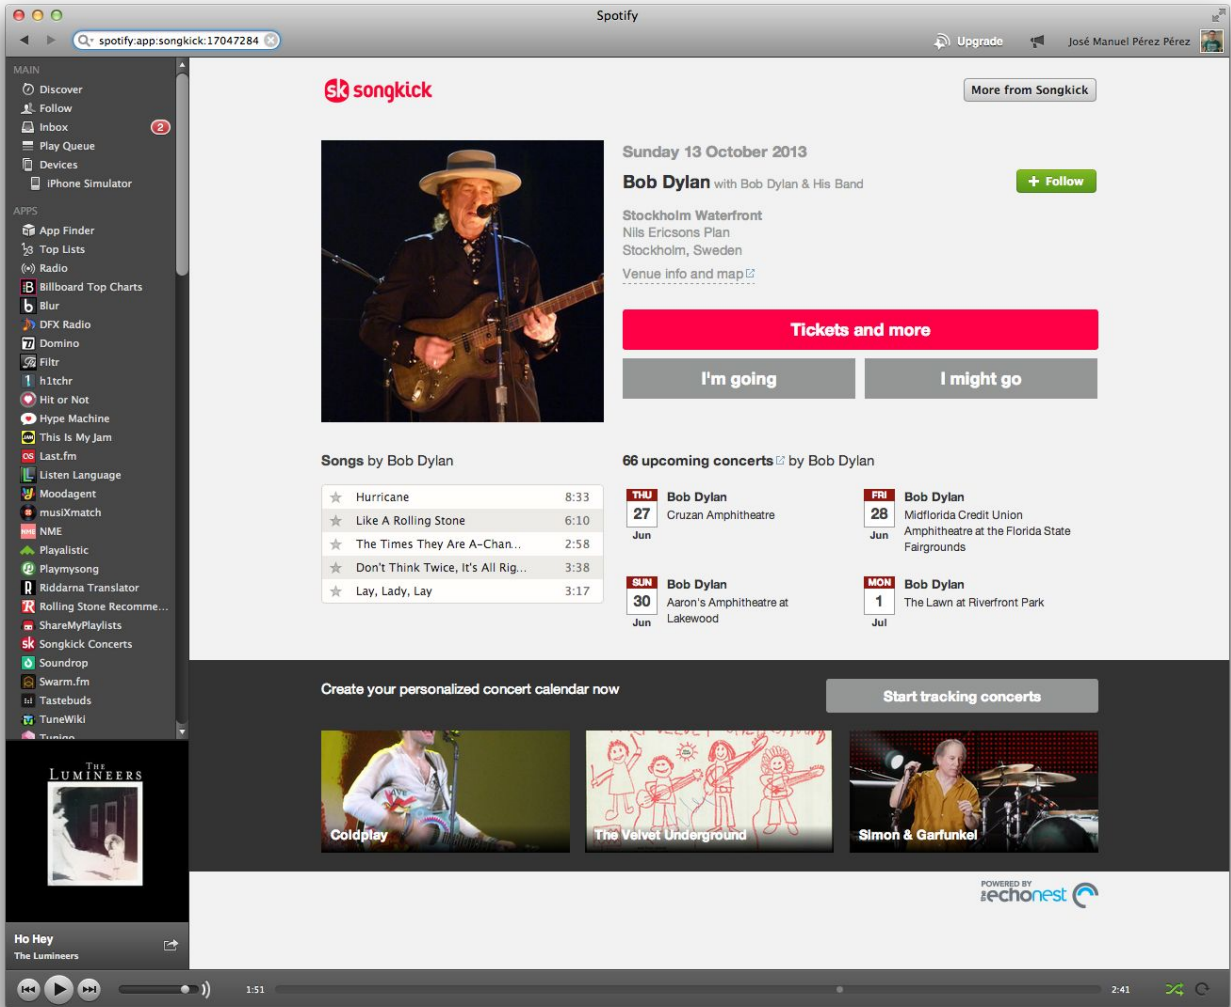 Spotify
spotify:app:songkick:17047284
Upgrade
José Manuel Pérez Pérez
MAIN
Discover
Follow
Inbox 2
Play Queue
Devices
iPhone Simulator
APPS
App Finder
Top Lists
Radio
Billboard Top Charts
Blur
DFX Radio
Domino
Filtr
h1tchr
Hit or Not
Hype Machine
This Is My Jam
Last.fm
Listen Language
Moodagent
musiXmatch
NME
Playalistic
Playmysong
Riddarna Translator
Rolling Stone Recomme...
ShareMyPlaylists
Songkick Concerts
Soundrop
Swarm.fm
Tastebuds
TuneWiki
Tunigo
THE
LUMINEERS
Ho Hey
The Lumineers
sk songkick
More from Songkick
Sunday 13 October 2013
Bob Dylan with Bob Dylan & His Band
+ Follow
Stockholm Waterfront
Nils Ericsons Plan
Stockholm, Sweden
Venue info and map
Tickets and more
I'm going
I might go
Songs by Bob Dylan
Hurricane 8:33
Like A Rolling Stone 6:10
The Times They Are A-Chan... 2:58
Don't Think Twice, It's All Rig... 3:38
Lay, Lady, Lay 3:17
66 upcoming concerts by Bob Dylan
THU 27 Jun
Bob Dylan
Cruzan Amphitheatre
FRI 28 Jun
Bob Dylan
Midflorida Credit Union
Amphitheatre at the Florida State
Fairgrounds
SUN 30 Jun
Bob Dylan
Aaron's Amphitheatre at
Lakewood
MON 1 Jul
Bob Dylan
The Lawn at Riverfront Park
Create your personalized concert calendar now
Start tracking concerts
Coldplay
The Velvet Underground
Simon & Garfunkel
POWERED BY
the echonest
1:51
2:41